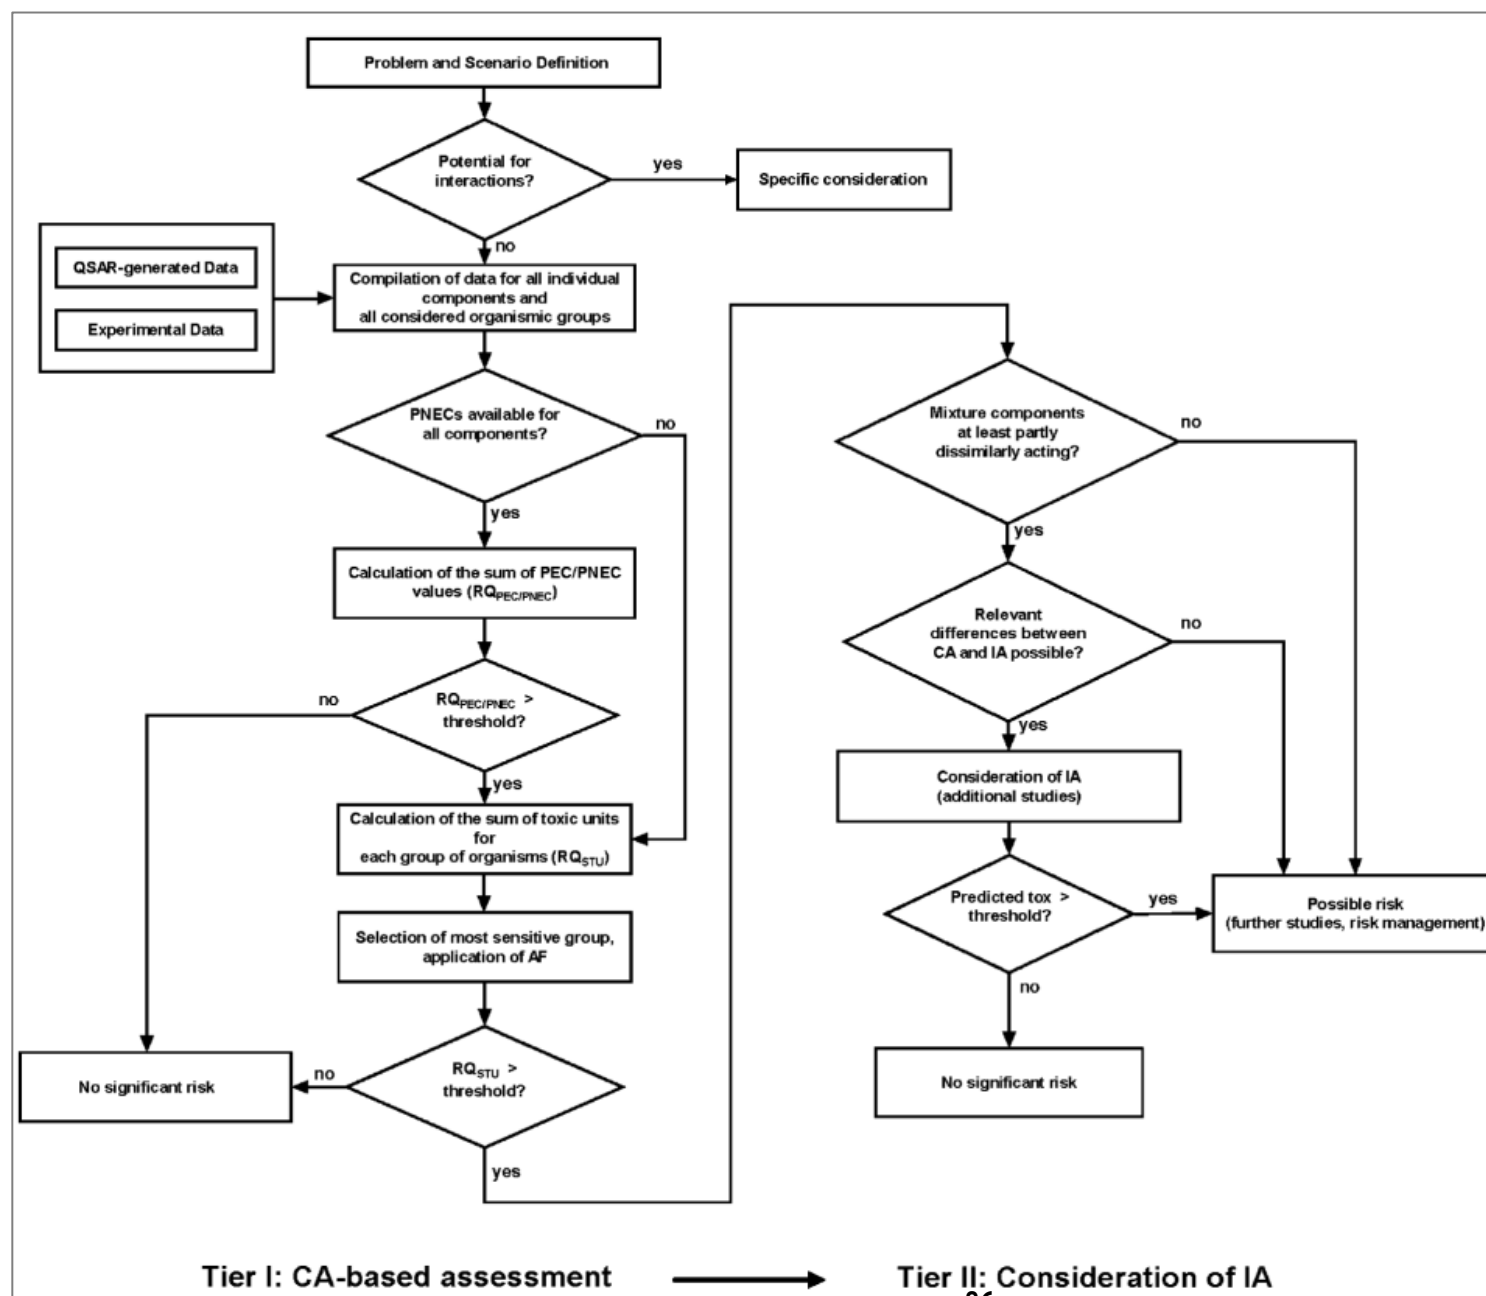 Problem and Scenario Definition
Potential for
interactions?
yes
Specific consideration
no
QSAR-generated Data
Experimental Data
Compilation of data for all individual
components and
all considered organismic groups
PNECs available for
all components?
no
yes
Calculation of the sum of PEC/PNEC
values (RQPEC/PNEC)
RQPEC/PNEC >
threshold?
no
yes
Calculation of the sum of toxic units
for
each group of organisms (RQSTU)
Selection of most sensitive group,
application of AF
RQSTU >
threshold?
no
No significant risk
yes
Mixture components
at least partly
dissimilarly acting?
no
yes
Relevant
differences between
CA and IA possible?
no
yes
Consideration of IA
(additional studies)
Predicted tox >
threshold?
yes
Possible risk
(further studies, risk management)
no
No significant risk
Tier I: CA-based assessment
Tier II: Consideration of IA